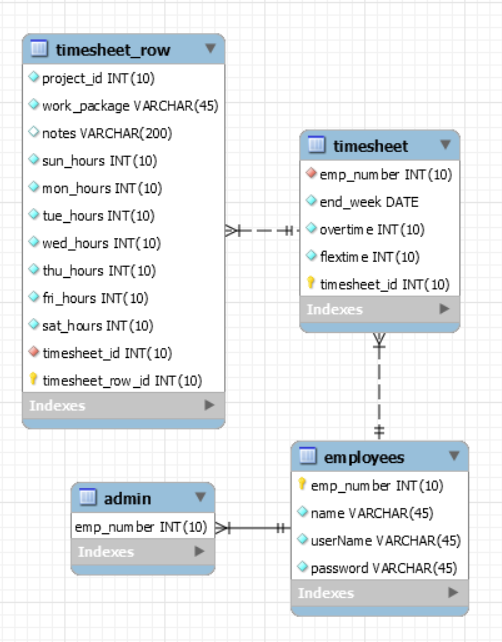 timesheet_row
project_id INT(10)
work_package VARCHAR(45)
notes VARCHAR(200)
sun_hours INT(10)
mon_hours INT(10)
tue_hours INT(10)
wed_hours INT(10)
thu_hours INT(10)
fri_hours INT(10)
sat_hours INT(10)
timesheet_id INT(10)
timesheet_row_id INT(10)
Indexes
timesheet
emp_number INT(10)
end_week DATE
overtime INT(10)
flextime INT(10)
timesheet_id INT(10)
Indexes
admin
emp_number INT(10)
Indexes
employees
emp_number INT(10)
name VARCHAR(45)
userName VARCHAR(45)
password VARCHAR(45)
Indexes